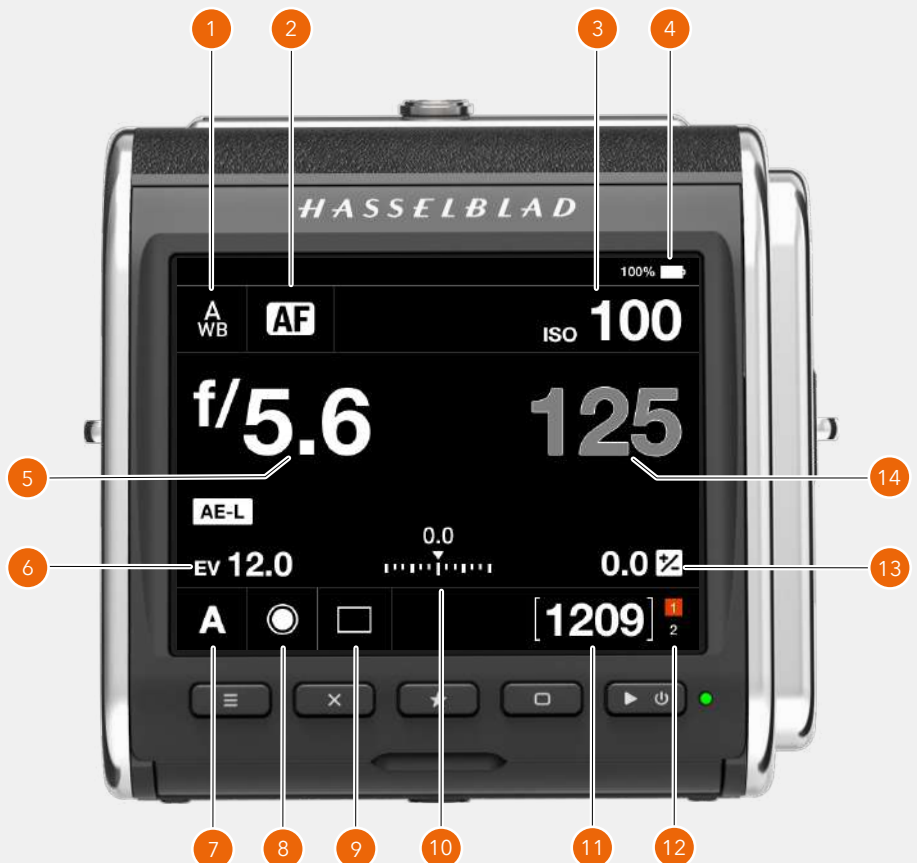 1 2 3 4
HASSELBLAD
100%
A WB AF ISO 100
f/5.6 125
5 14
AE-L
0.0
6 EV 12.0 0.0 +/- 13
A [1209] 1 2
7 8 9 10 11 12